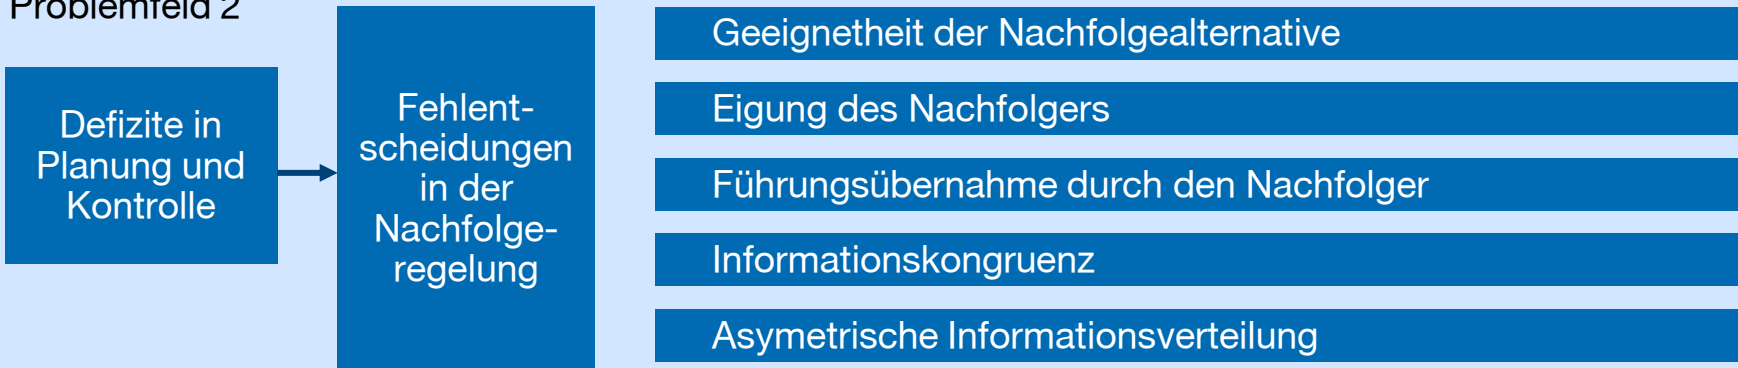 Problemfeld 2
Defizite in
Planung und
Kontrolle
Fehlent-
scheidungen
in der
Nachfolge-
regelung
Geeignetheit der Nachfolgealternative
Eigung des Nachfolgers
Führungsübernahme durch den Nachfolger
Informationskongruenz
Asymetrische Informationsverteilung